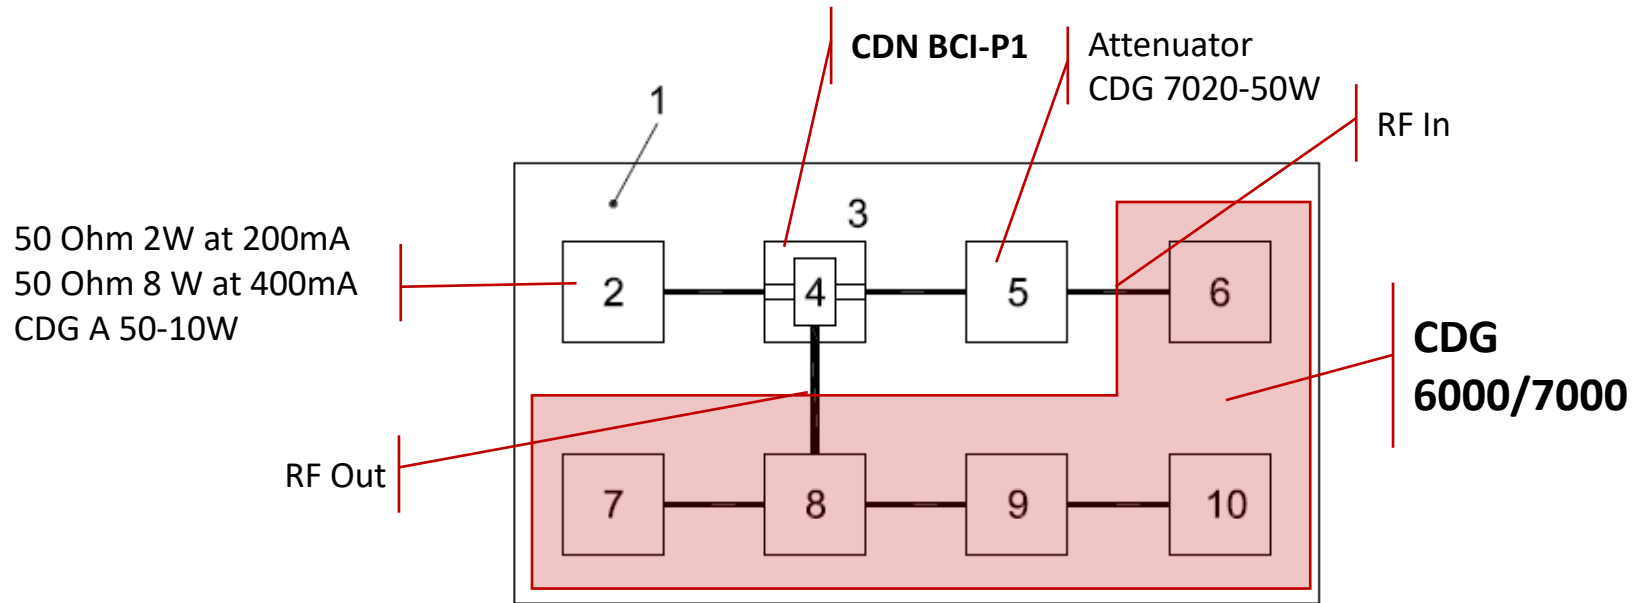 CDN BCI-P1
Attenuator
CDG 7020-50W
1
RF In
3
50 Ohm 2W at 200mA
50 Ohm 8 W at 400mA
CDG A 50-10W
2
4
5
6
CDG
6000/7000
RF Out
7
8
9
10